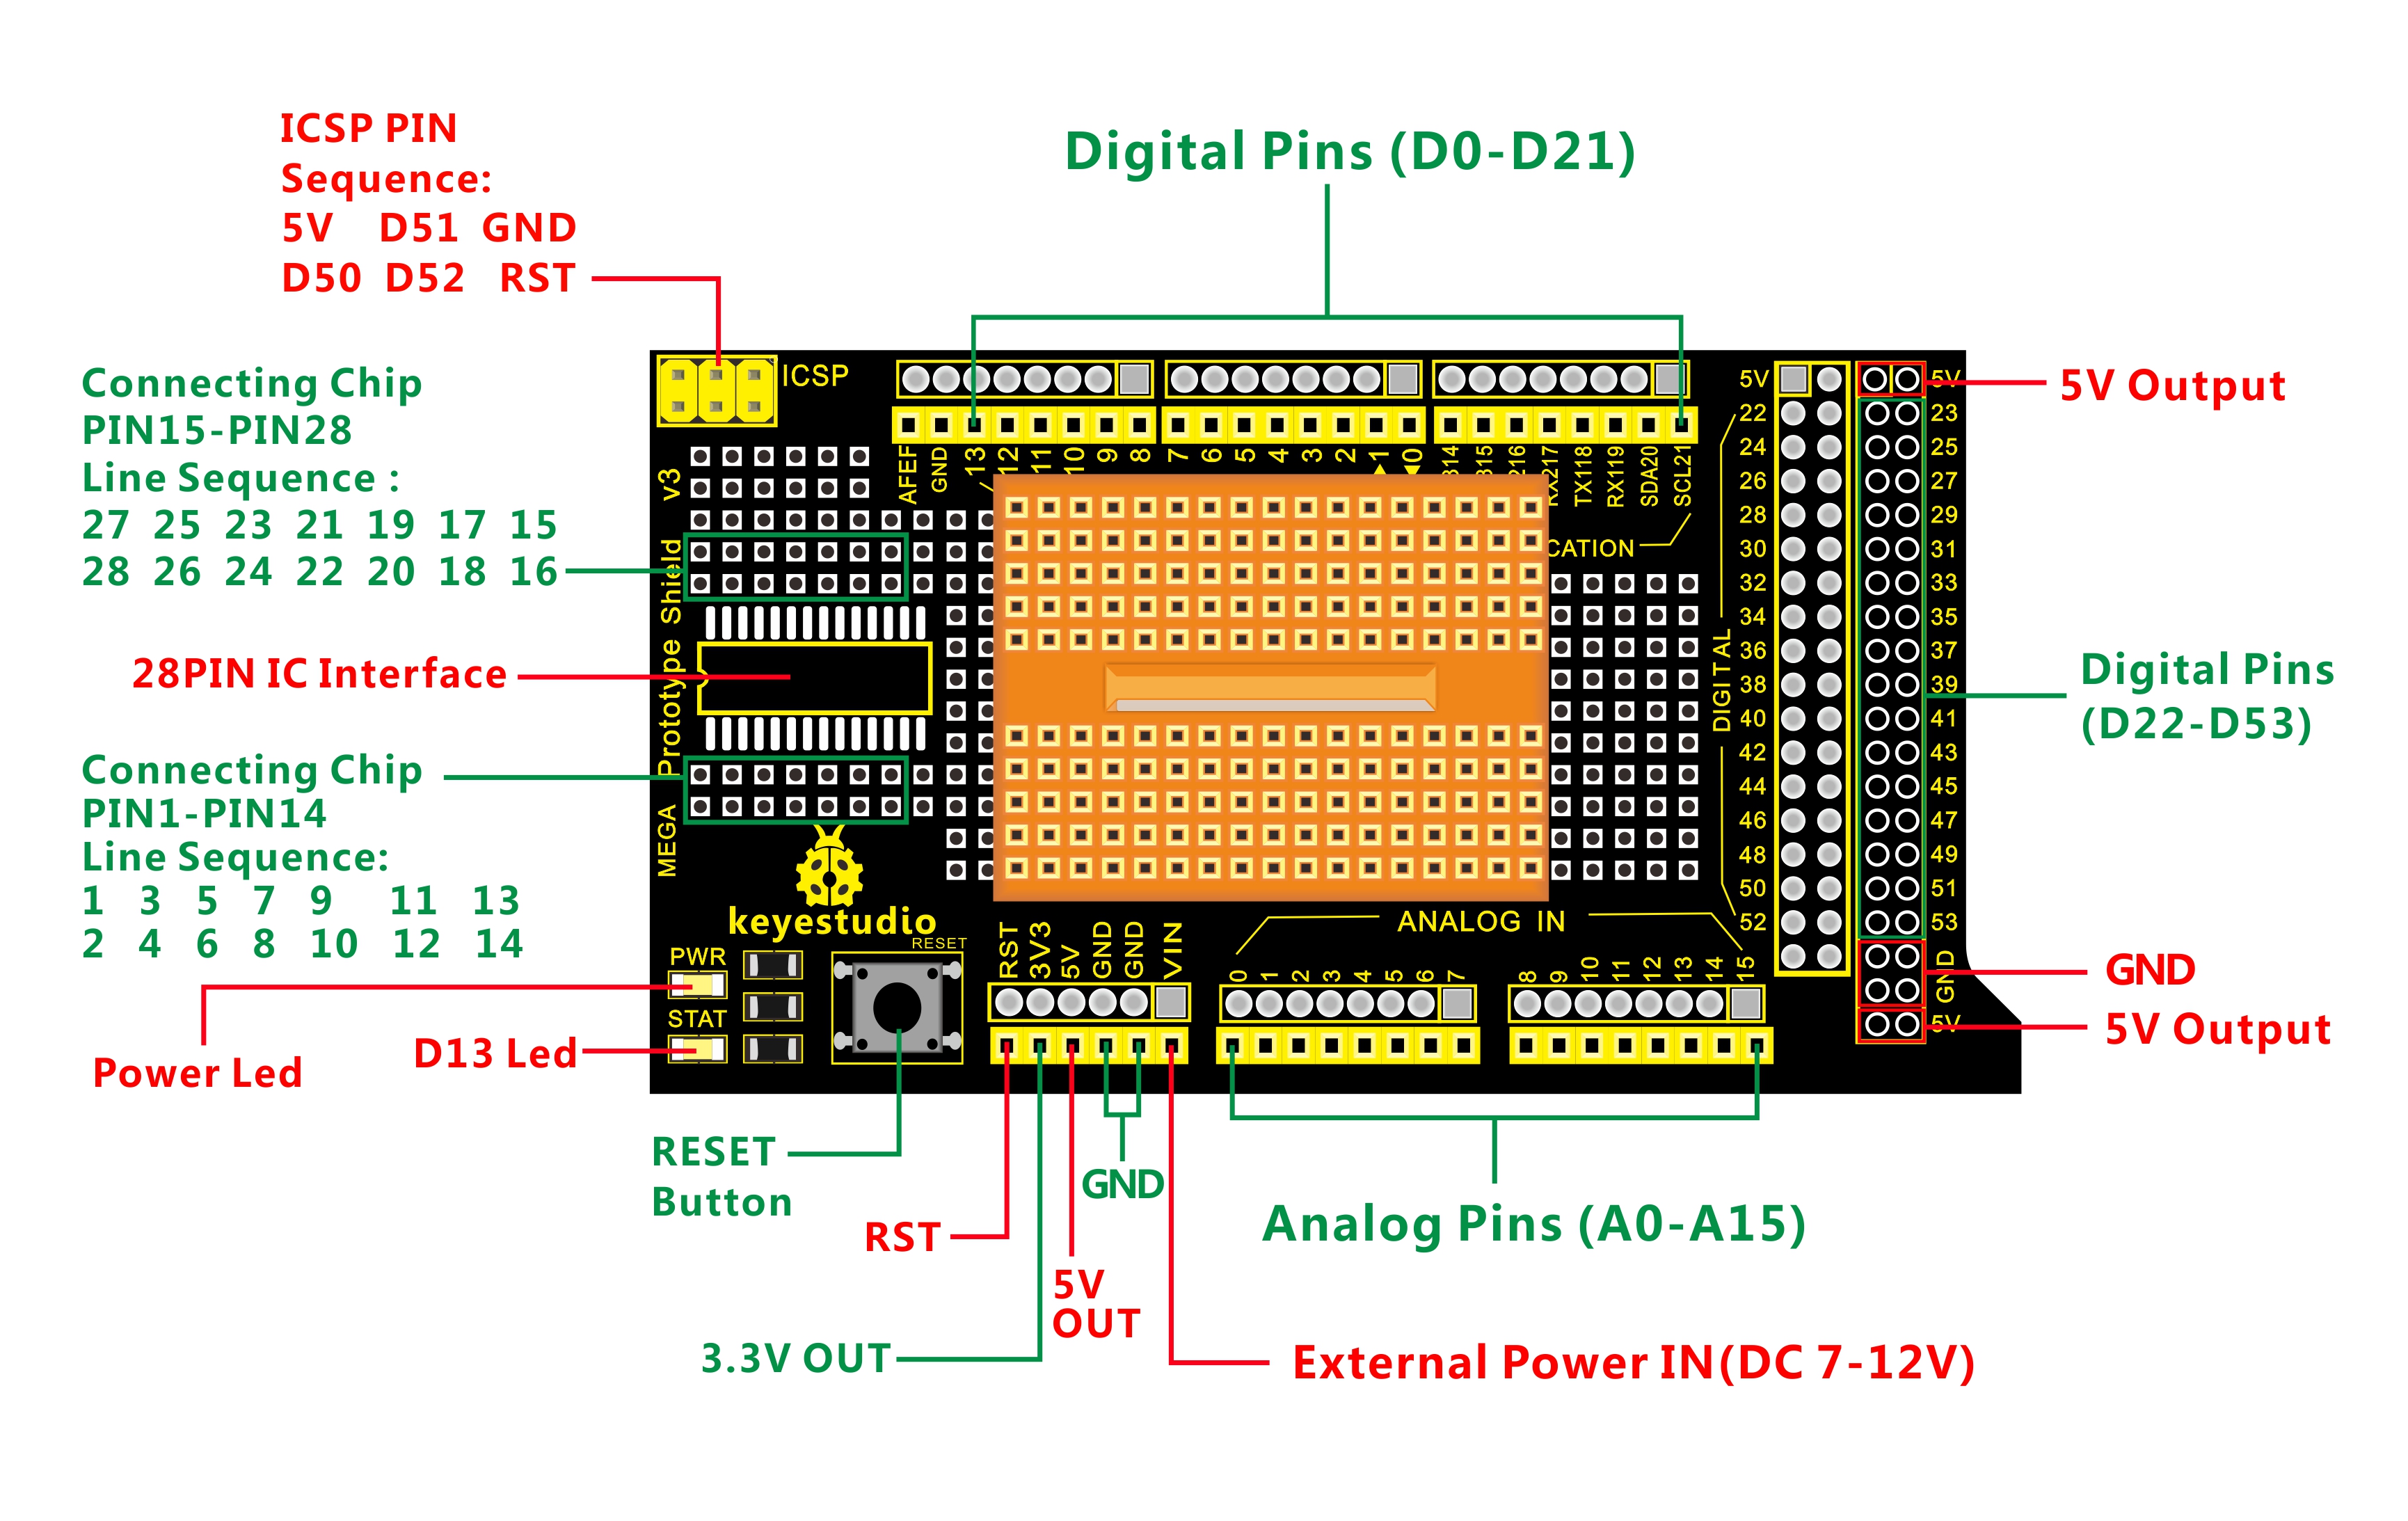 ICSP PIN
Sequence:
5V D51 GND
D50 D52 RST
Digital Pins (D0-D21)
Connecting Chip
PIN15-PIN28
Line Sequence :
27 25 23 21 19 17 15
28 26 24 22 20 18 16
28PIN IC Interface
Connecting Chip
PIN1-PIN14
Line Sequence:
1 3 5 7 9 11 13
2 4 6 8 10 12 14
Power Led
D13 Led
RESET
Button
RST
3.3V OUT
5V
OUT
GND
External Power IN(DC 7-12V)
Analog Pins (A0-A15)
5V Output
Digital Pins
(D22-D53)
GND
5V Output
ICSP
AFEF GND 13 12 11 10 9 8
7 6 5 4 3 2 1 0
314 315 216 RX217 TX118 RX119 SDA20 SCL21
CATION
MEGA Prototype Shield v3
keyestudio
PWR
STAT
RESET
RST 3V3 5V GND GND VIN
ANALOG IN
0 1 2 3 4 5 6 7
8 9 10 11 12 13 14 15
DIGITAL
5V 5V
22 23
24 25
26 27
28 29
30 31
32 33
34 35
36 37
38 39
40 41
42 43
44 45
46 47
48 49
50 51
52 53
GND
5V